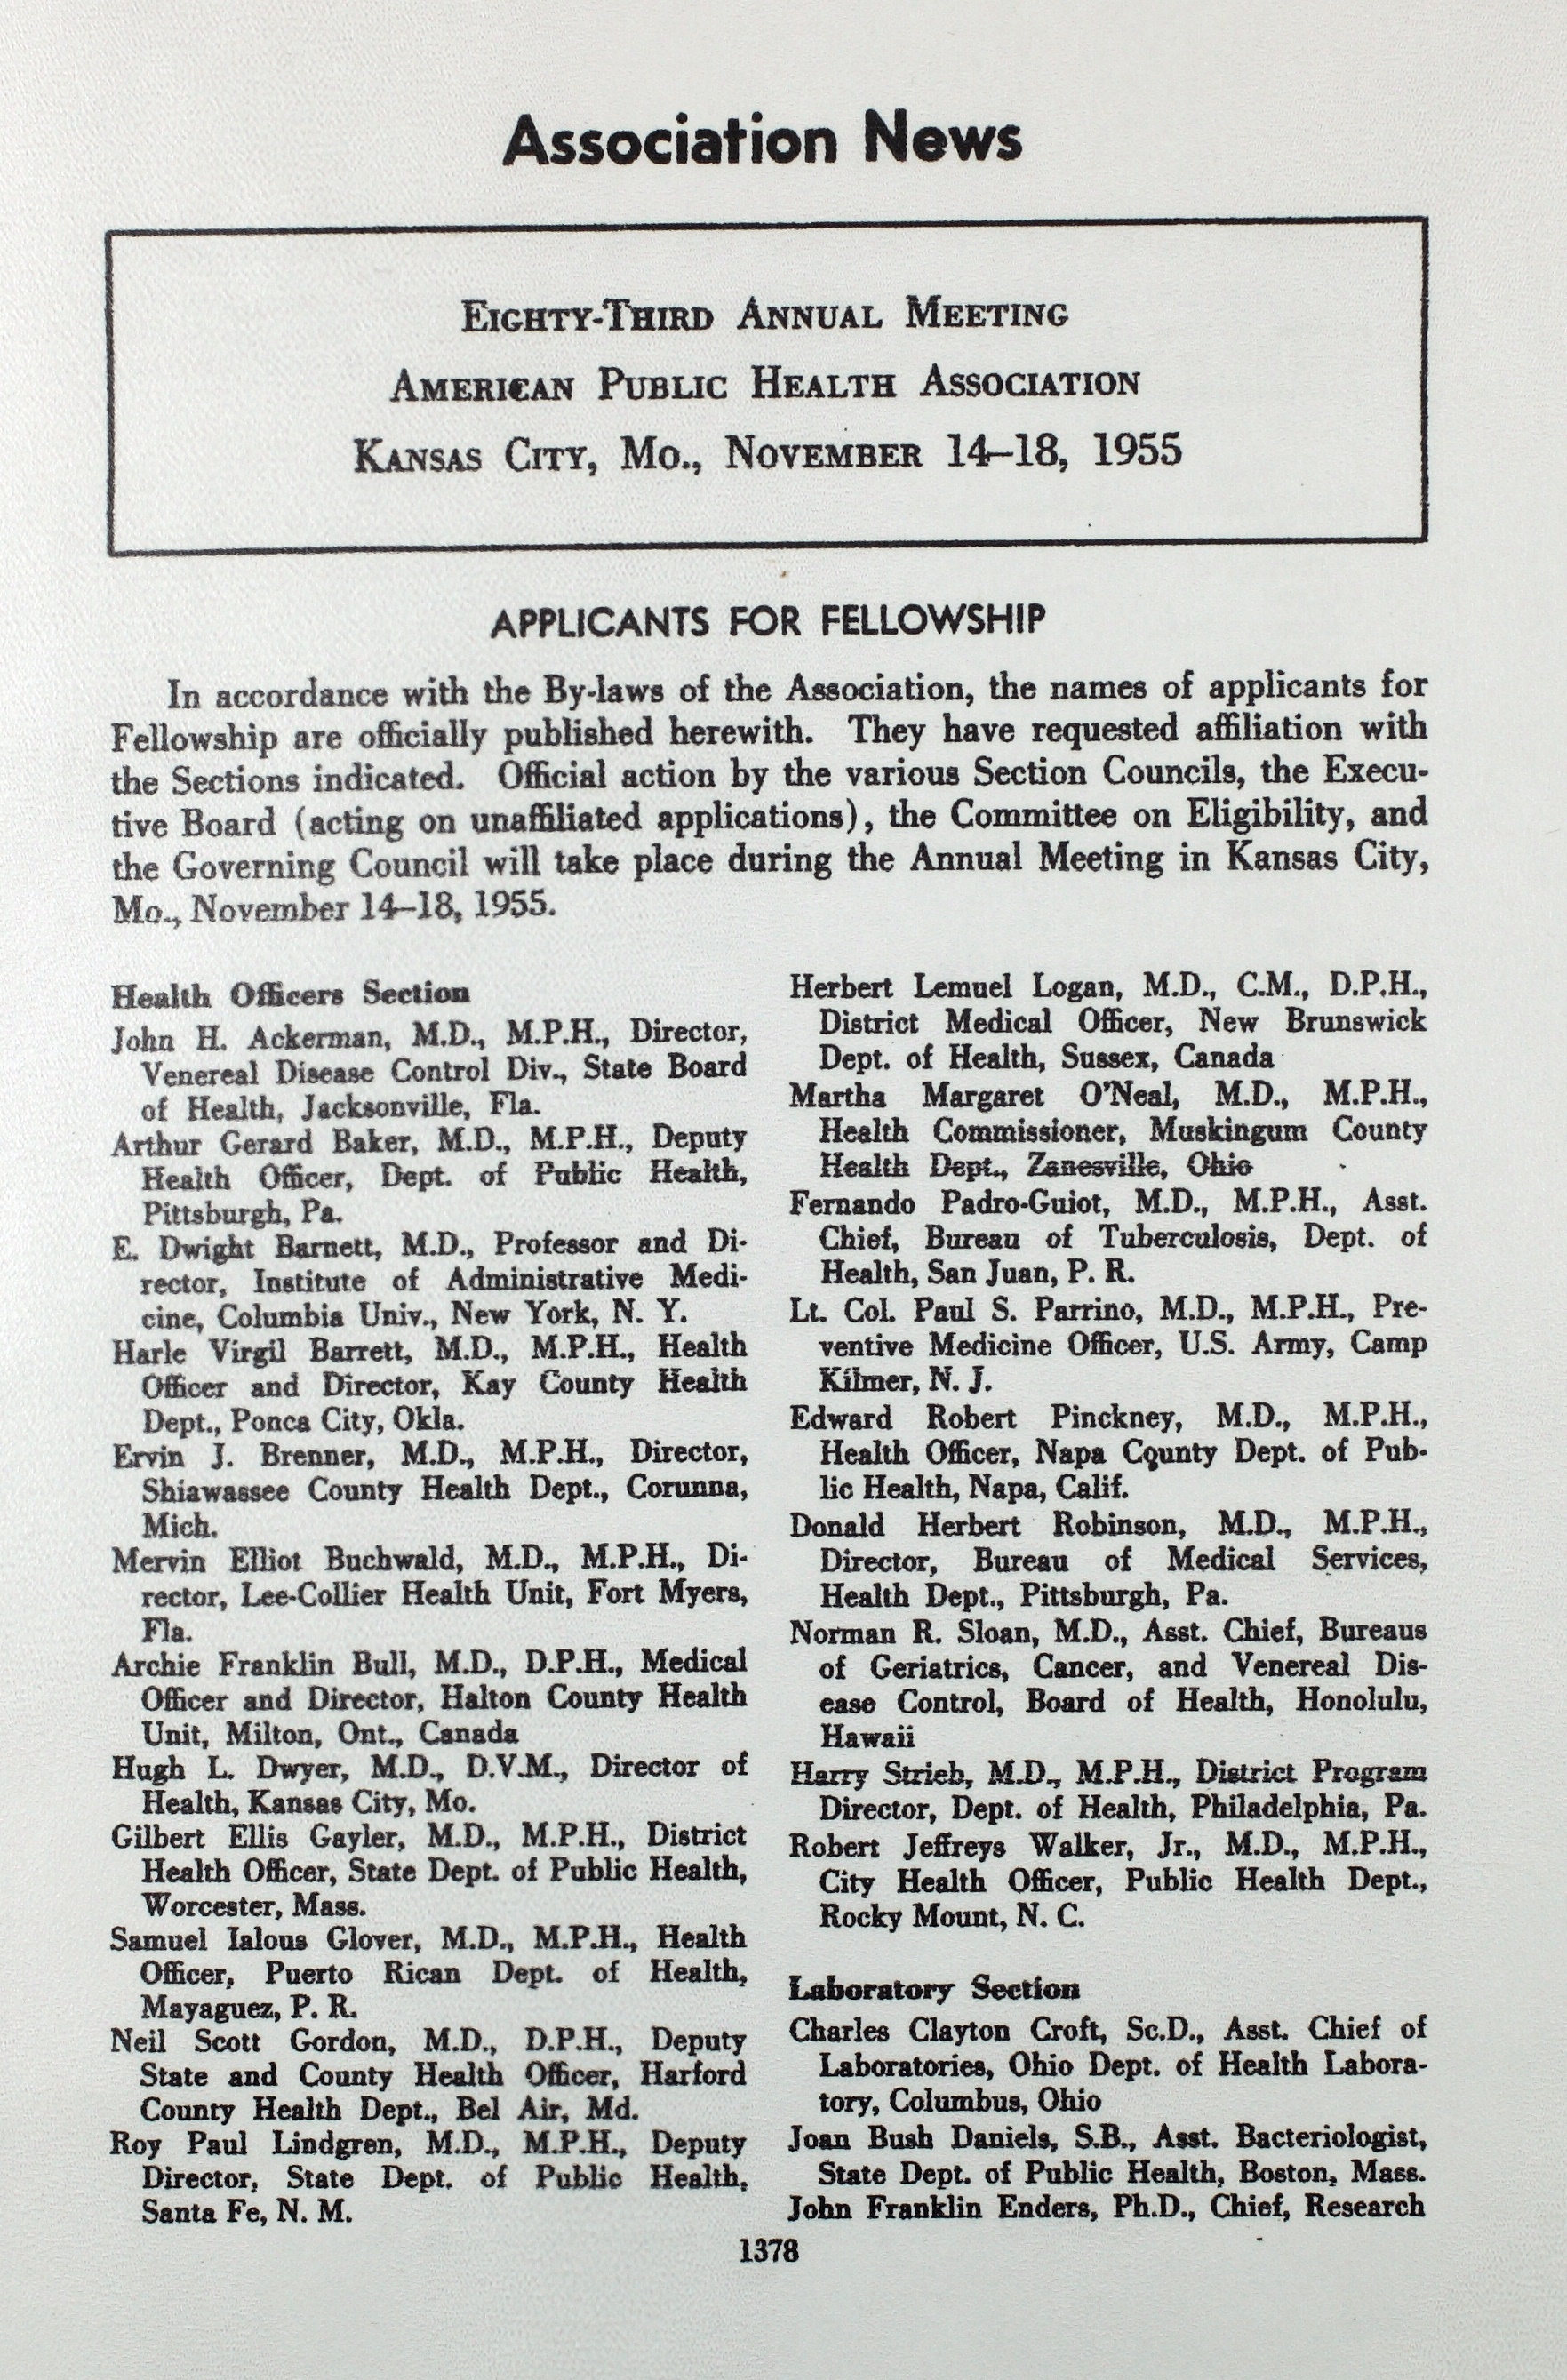 Association News
EIGHTY-THIRD ANNUAL MEETING
AMERICAN PUBLIC HEALTH ASSOCIATION
KANSAS CITY, MO., NOVEMBER 14–18, 1955
APPLICANTS FOR FELLOWSHIP
In accordance with the By-laws of the Association, the names of applicants for
Fellowship are officially published herewith. They have requested affiliation with
the Sections indicated. Official action by the various Section Councils, the Execu-
tive Board (acting on unaffiliated applications), the Committee on Eligibility, and
the Governing Council will take place during the Annual Meeting in Kansas City,
Mo., November 14–18, 1955.
Health Officers Section
John H. Ackerman, M.D., M.P.H., Director,
Venereal Disease Control Div., State Board
of Health, Jacksonville, Fla.
Arthur Gerard Baker, M.D., M.P.H., Deputy
Health Officer, Dept. of Public Health,
Pittsburgh, Pa.
E. Dwight Barnett, M.D., Professor and Di-
rector, Institute of Administrative Medi-
cine, Columbia Univ., New York, N. Y.
Harle Virgil Barrett, M.D., M.P.H., Health
Officer and Director, Kay County Health
Dept., Ponca City, Okla.
Ervin J. Brenner, M.D., M.P.H., Director,
Shiawassee County Health Dept., Corunna,
Mich.
Mervin Elliot Buchwald, M.D., M.P.H., Di-
rector, Lee-Collier Health Unit, Fort Myers,
Fla.
Archie Franklin Bull, M.D., D.P.H., Medical
Officer and Director, Halton County Health
Unit, Milton, Ont., Canada
Hugh L. Dwyer, M.D., D.V.M., Director of
Health, Kansas City, Mo.
Gilbert Ellis Gayler, M.D., M.P.H., District
Health Officer, State Dept. of Public Health,
Worcester, Mass.
Samuel Ialous Glover, M.D., M.P.H., Health
Officer, Puerto Rican Dept. of Health,
Mayaguez, P. R.
Neil Scott Gordon, M.D., D.P.H., Deputy
State and County Health Officer, Harford
County Health Dept., Bel Air, Md.
Roy Paul Lindgren, M.D., M.P.H., Deputy
Director, State Dept. of Public Health,
Santa Fe, N. M.
Herbert Lemuel Logan, M.D., C.M., D.P.H.,
District Medical Officer, New Brunswick
Dept. of Health, Sussex, Canada
Martha Margaret O'Neal, M.D., M.P.H.,
Health Commissioner, Muskingum County
Health Dept., Zanesville, Ohio
Fernando Padro-Guiot, M.D., M.P.H., Asst.
Chief, Bureau of Tuberculosis, Dept. of
Health, San Juan, P. R.
Lt. Col. Paul S. Parrino, M.D., M.P.H., Pre-
ventive Medicine Officer, U.S. Army, Camp
Kilmer, N. J.
Edward Robert Pinckney, M.D., M.P.H.,
Health Officer, Napa County Dept. of Pub-
lic Health, Napa, Calif.
Donald Herbert Robinson, M.D., M.P.H.,
Director, Bureau of Medical Services,
Health Dept., Pittsburgh, Pa.
Norman R. Sloan, M.D., Asst. Chief, Bureaus
of Geriatrics, Cancer, and Venereal Dis-
ease Control, Board of Health, Honolulu,
Hawaii
Harry Strieb, M.D., M.P.H., District Program
Director, Dept. of Health, Philadelphia, Pa.
Robert Jeffreys Walker, Jr., M.D., M.P.H.,
City Health Officer, Public Health Dept.,
Rocky Mount, N. C.
Laboratory Section
Charles Clayton Croft, Sc.D., Asst. Chief of
Laboratories, Ohio Dept. of Health Labora-
tory, Columbus, Ohio
Joan Bush Daniels, S.B., Asst. Bacteriologist,
State Dept. of Public Health, Boston, Mass.
John Franklin Enders, Ph.D., Chief, Research
1378